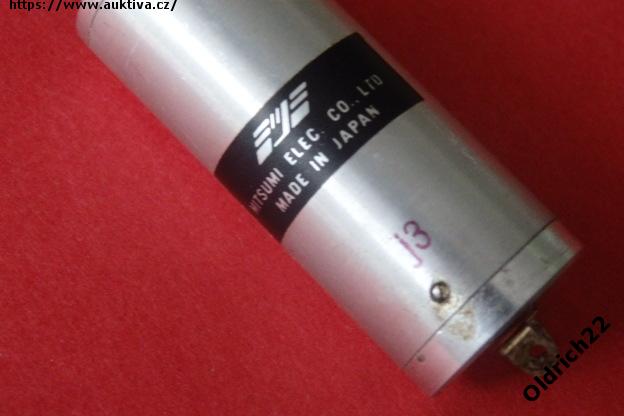 https://www.auktiva.cz/
MITSUMI ELEC. CO., LTD
MADE IN JAPAN
j3
Oldrich22